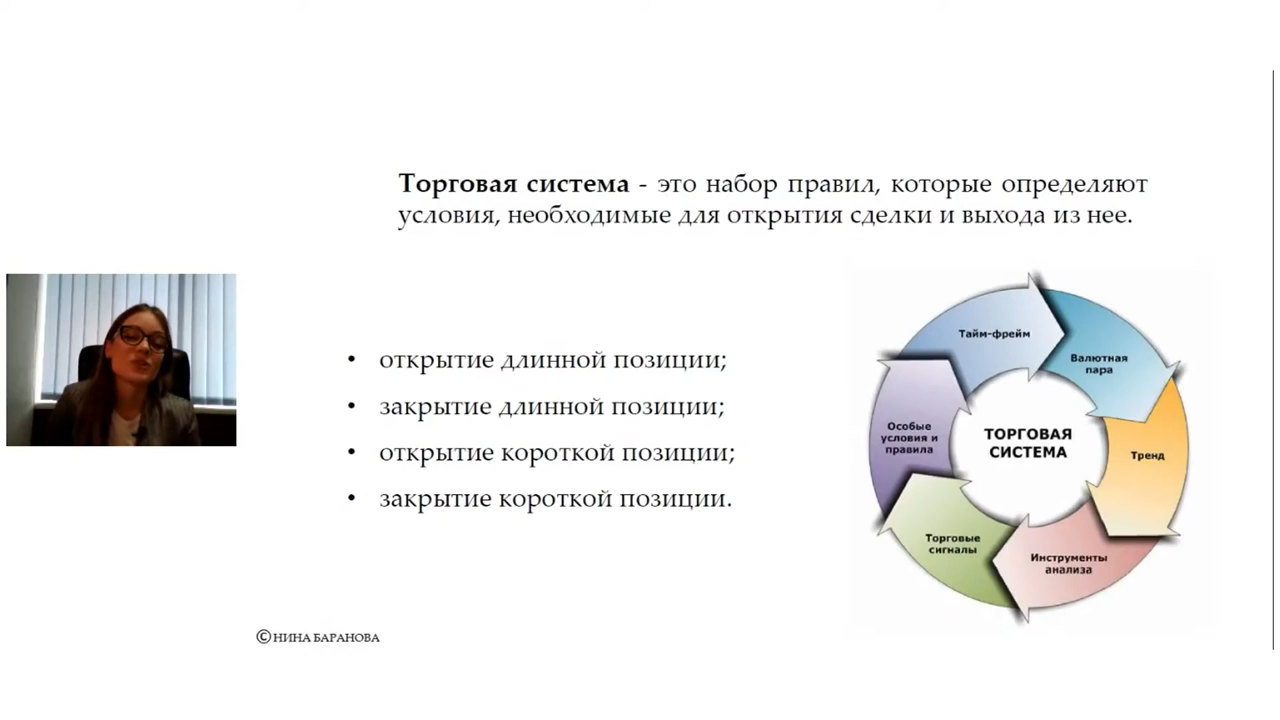 Торговая система - это набор правил, которые определяют
условия, необходимые для открытия сделки и выхода из нее.
• открытие длинной позиции;
• закрытие длинной позиции;
• открытие короткой позиции;
• закрытие короткой позиции.
Тайм-фрейм
Валютная
пара
Тренд
Инструменты
анализа
Торговые
сигналы
Особые
условия и
правила
ТОРГОВАЯ
СИСТЕМА
©НИНА БАРАНОВА